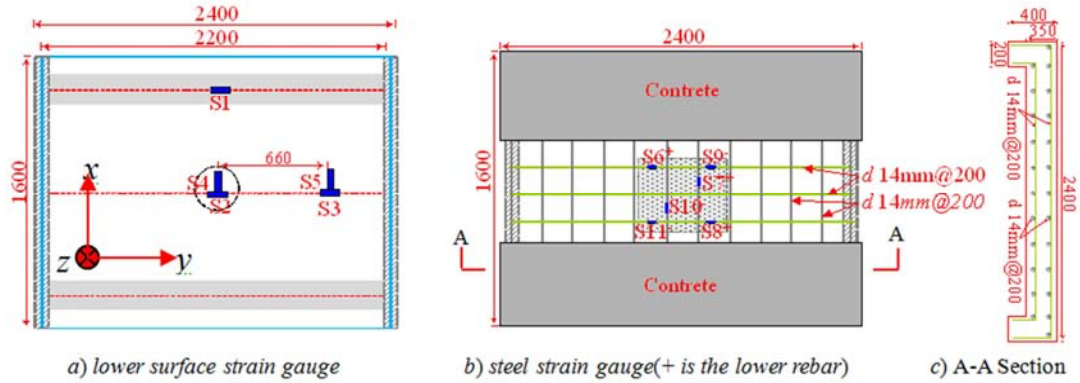 2400
2200
1600
S1
660
S4
S5
S2
S3
x
y
z
a) lower surface strain gauge
2400
1600
Contrete
S6+
S9
S7+
S10
S11
S8+
d 14mm@200
d 14mm@200
A
A
Contrete
b) steel strain gauge(+ is the lower rebar)
400
350
200
d 14mm@200
d 14mm@200
2400
c) A-A Section